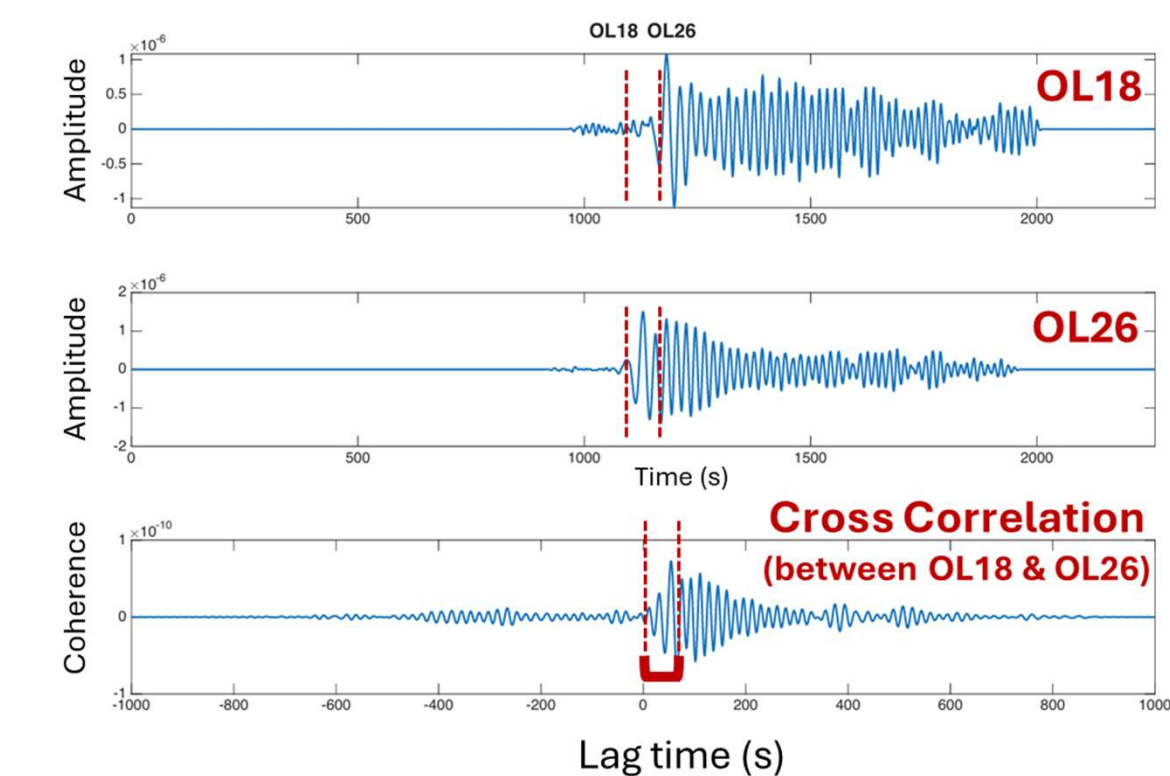 OL18 OL26
×10-6
Amplitude
1
0.5
0
-0.5
-1
OL18
0 500 1000 1500 2000
×10-6
Amplitude
2
1
0
-1
-2
OL26
0 500 1000 1500 2000
Time (s)
Cross Correlation
(between OL18 & OL26)
×10-10
Coherence
1
0
-1
-1000 -800 -600 -400 -200 0 200 400 600 800 1000
Lag time (s)